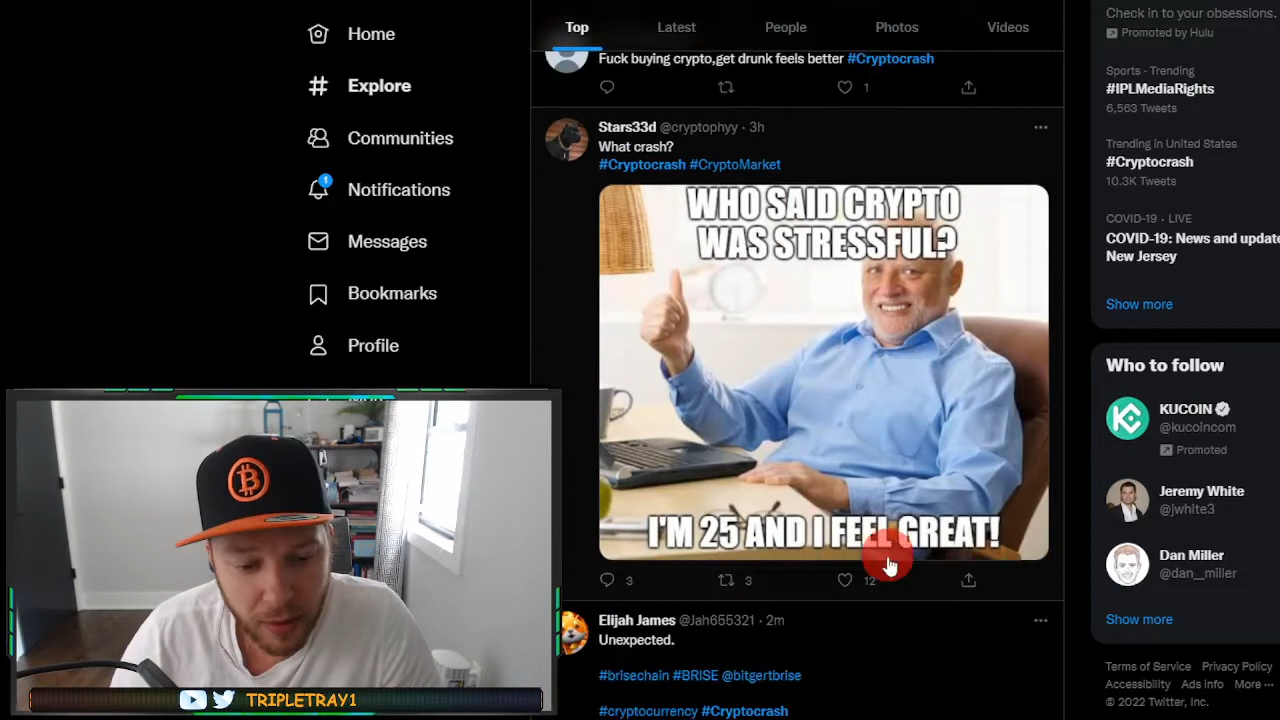 Home
Explore
Communities
1
Notifications
Messages
Bookmarks
Profile
TRIPLETRAY1
Top
Latest
People
Photos
Videos
Fuck buying crypto,get drunk feels better #Cryptocrash
1
Stars33d @cryptophyy · 3h
What crash?
#Cryptocrash #CryptoMarket
WHO SAID CRYPTO
WAS STRESSFUL?
I'M 25 AND I FEEL GREAT!
3
3
12
Elijah James @Jah655321 · 2m
Unexpected.
#brisechain #BRISE @bitgertbrise
#cryptocurrency #Cryptocrash
Check in to your obsessions.
Promoted by Hulu
Sports · Trending
#IPLMediaRights
6,563 Tweets
Trending in United States
#Cryptocrash
10.3K Tweets
COVID-19 · LIVE
COVID-19: News and update
New Jersey
Show more
Who to follow
KUCOIN
@kucoincom
Promoted
Jeremy White
@jwhite3
Dan Miller
@dan__miller
Show more
Terms of Service Privacy Policy
Accessibility Ads info More ···
© 2022 Twitter, Inc.